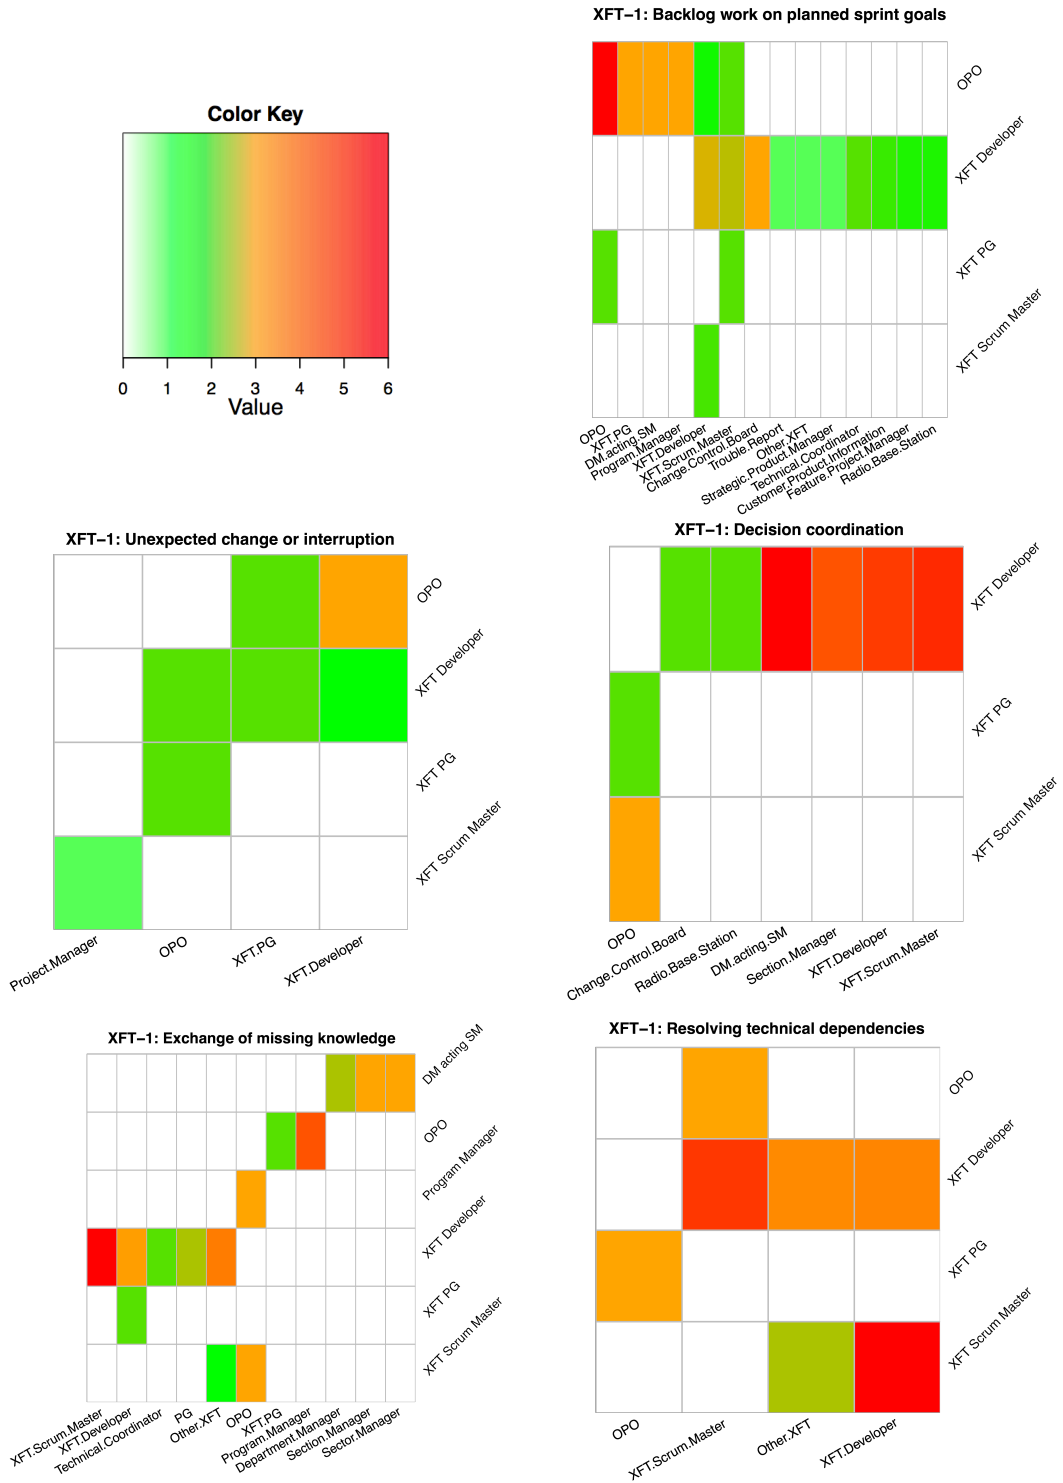 XFT−1: Backlog work on planned sprint goals
OPO
XFT Developer
XFT PG
XFT Scrum Master
OPO
XFT.PG
DM.acting.SM
Program.Manager
XFT.Developer
XFT.Scrum.Master
Change.Control.Board
Trouble.Report
Other.XFT
Strategic.Product.Manager
Technical.Coordinator
Customer.Product.Information
Feature.Project.Manager
Radio.Base.Station
Color Key
0 1 2 3 4 5 6
Value
XFT−1: Unexpected change or interruption
OPO
XFT Developer
XFT PG
XFT Scrum Master
Project.Manager
OPO
XFT.PG
XFT.Developer
XFT−1: Decision coordination
XFT Developer
XFT PG
XFT Scrum Master
OPO
Change.Control.Board
Radio.Base.Station
DM.acting.SM
Section.Manager
XFT.Developer
XFT.Scrum.Master
XFT−1: Exchange of missing knowledge
DM acting SM
OPO
Program Manager
XFT Developer
XFT PG
XFT Scrum Master
XFT.Scrum.Master
XFT.Developer
Technical.Coordinator
PG
Other.XFT
OPO
XFT.PG
Program.Manager
Department.Manager
Section.Manager
Sector.Manager
XFT−1: Resolving technical dependencies
OPO
XFT Developer
XFT PG
XFT Scrum Master
OPO
XFT.Scrum.Master
Other.XFT
XFT.Developer